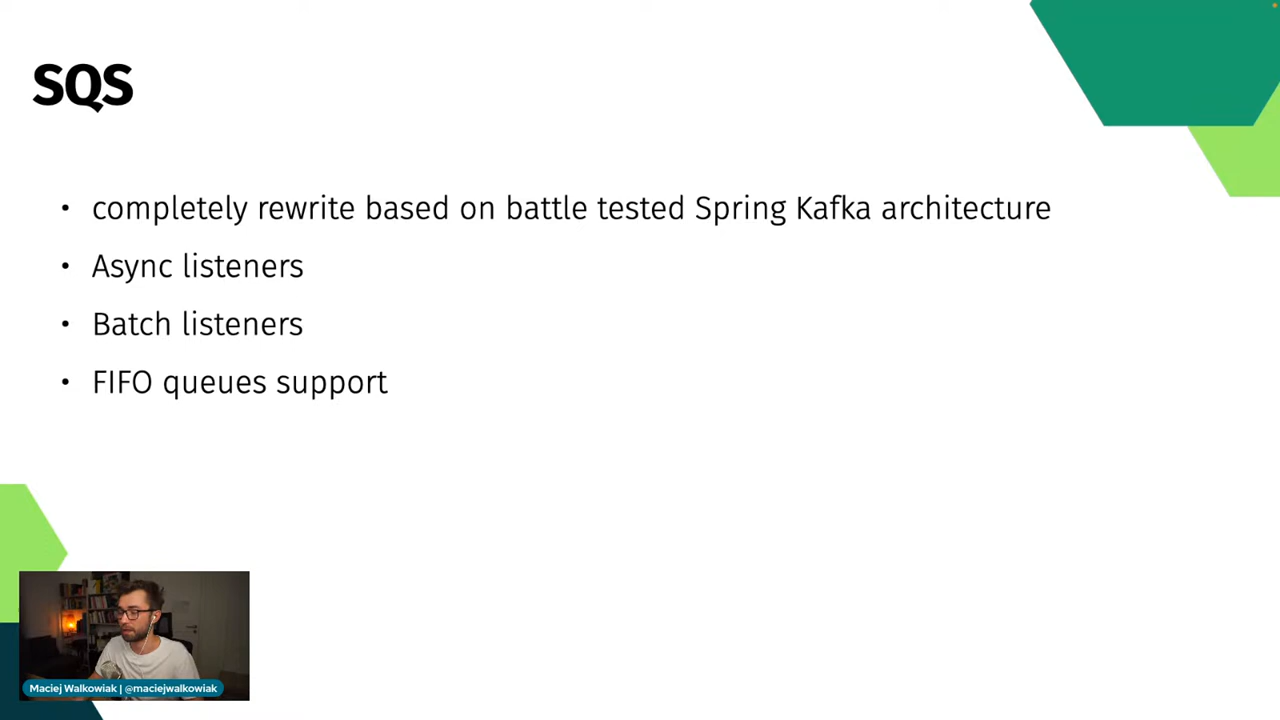 SQS
• completely rewrite based on battle tested Spring Kafka architecture
• Async listeners
• Batch listeners
• FIFO queues support
Maciej Walkowiak | @maciejwalkowiak